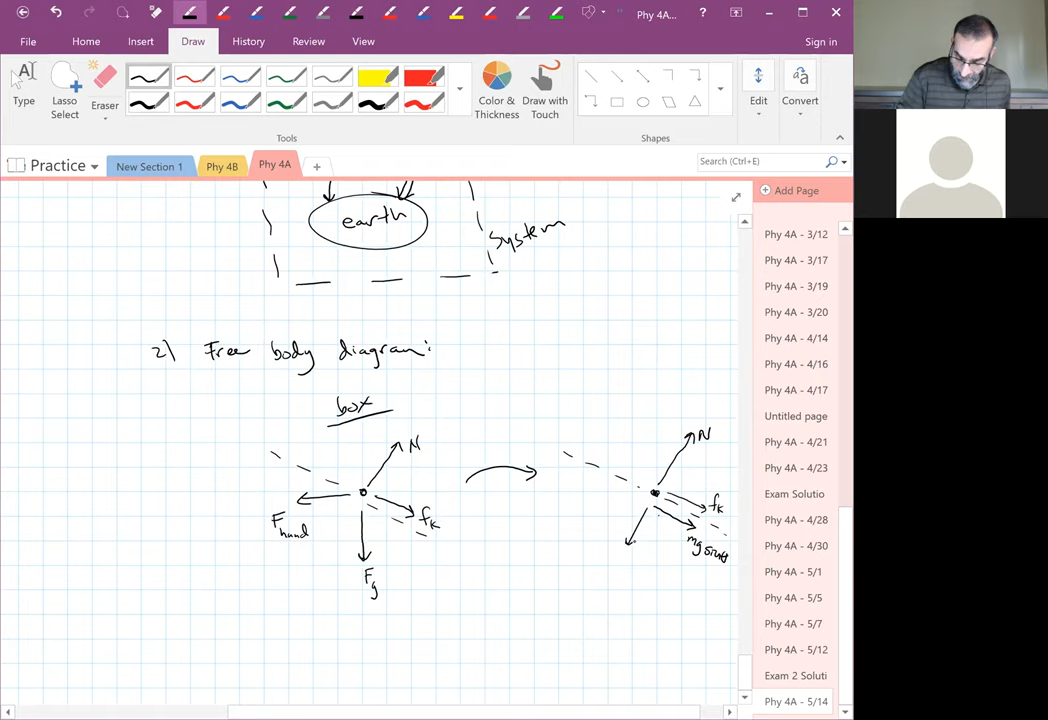 Phy 4A...
?
File
Home
Insert
Draw
History
Review
View
Sign in
Type
Lasso
Select
Eraser
Color &
Thickness
Draw with
Touch
Edit
Convert
Tools
Shapes
Practice
New Section 1
Phy 4B
Phy 4A
+
Search (Ctrl+E)
Add Page
Phy 4A - 3/12
Phy 4A - 3/17
Phy 4A - 3/19
Phy 4A - 3/20
Phy 4A - 4/14
Phy 4A - 4/16
Phy 4A - 4/17
Untitled page
Phy 4A - 4/21
Phy 4A - 4/23
Exam Solutio
Phy 4A - 4/28
Phy 4A - 4/30
Phy 4A - 5/1
Phy 4A - 5/5
Phy 4A - 5/7
Phy 4A - 5/12
Exam 2 Soluti
Phy 4A - 5/14
earth
system
2) Free body diagram:
box
N
F hand
fk
Fg
N
fk